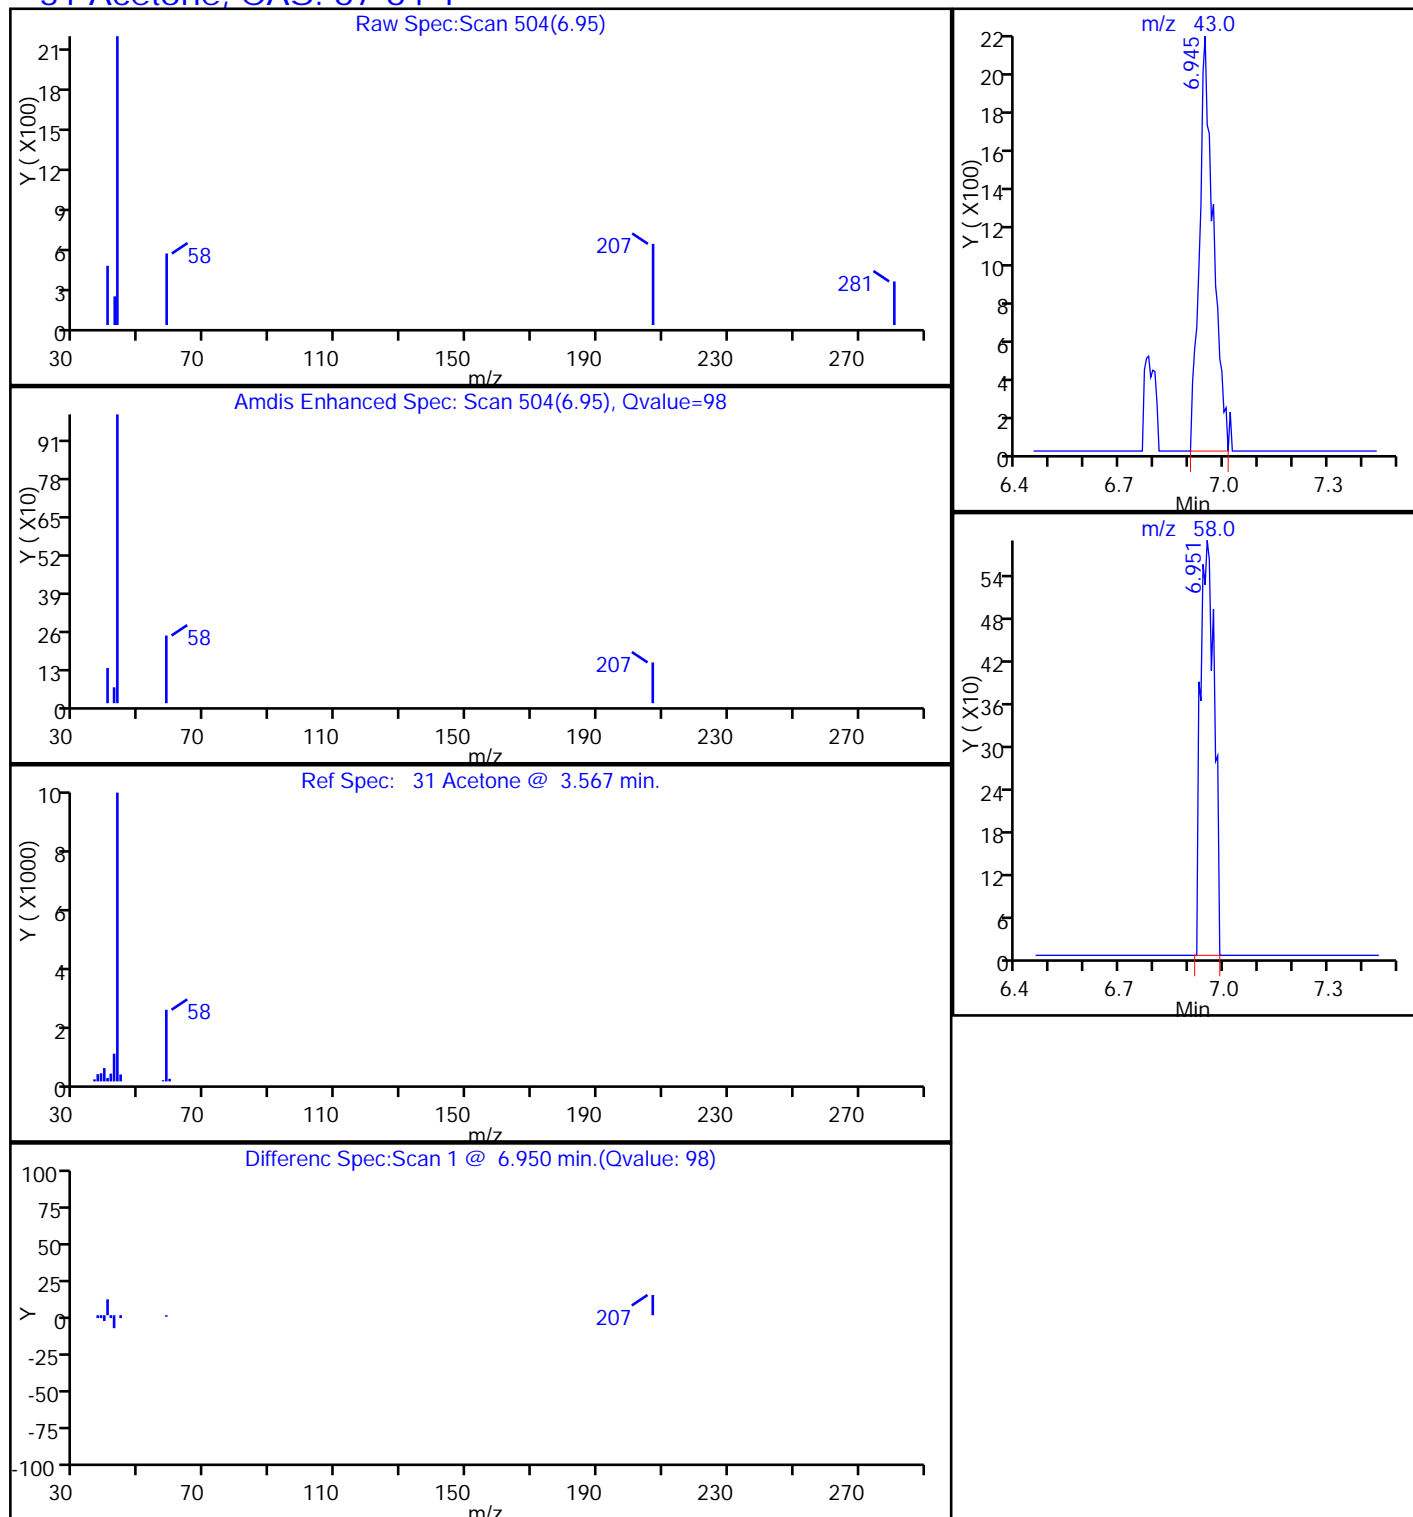 Raw Spec:Scan 504(6.95)
21
18
15
12
9
6
3
0
Y ( X100)
58
207
281
30 70 110 150 190 230 270
m/z
Amdis Enhanced Spec: Scan 504(6.95), Qvalue=98
91
78
65
52
39
26
13
0
Y ( X10)
58
207
30 70 110 150 190 230 270
m/z
Ref Spec: 31 Acetone @ 3.567 min.
10
8
6
4
2
0
Y ( X1000)
58
30 70 110 150 190 230 270
m/z
Differenc Spec:Scan 1 @ 6.950 min.(Qvalue: 98)
100
75
50
25
0
-25
-50
-75
-100
Y
207
30 70 110 150 190 230 270
m/z
m/z 43.0
22
20
18
16
14
12
10
8
6
4
2
0
Y ( X100)
6.945
6.4 6.7 7.0 7.3
Min
m/z 58.0
54
48
42
36
30
24
18
12
6
0
Y ( X10)
6.951
6.4 6.7 7.0 7.3
Min